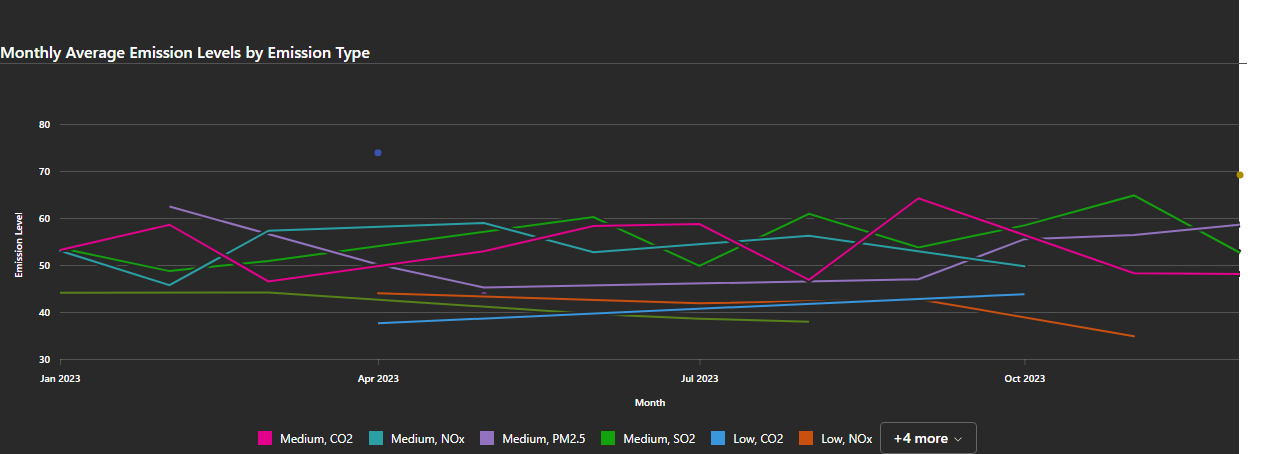 Monthly Average Emission Levels by Emission Type
80
70
60
50
40
30
Emission Level
Jan 2023 Apr 2023 Jul 2023 Oct 2023
Month
Medium, CO2 Medium, NOx Medium, PM2.5 Medium, SO2 Low, CO2 Low, NOx +4 more